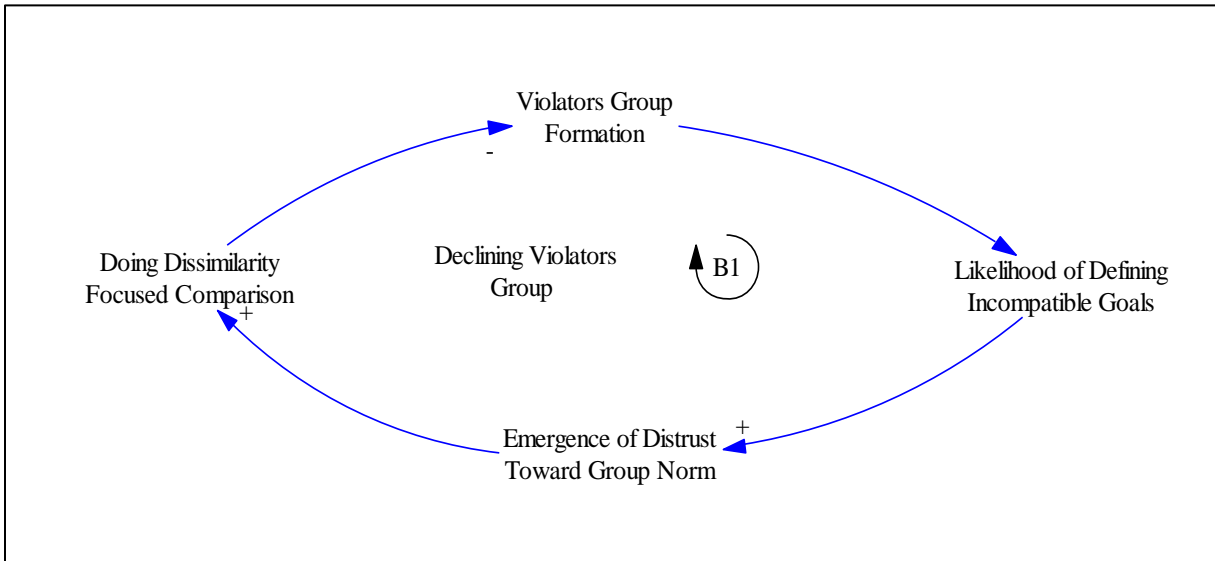 Violators Group
Formation
-
Doing Dissimilarity
Focused Comparison
Declining Violators
Group
B1
Likelihood of Defining
Incompatible Goals
+
+
Emergence of Distrust
Toward Group Norm